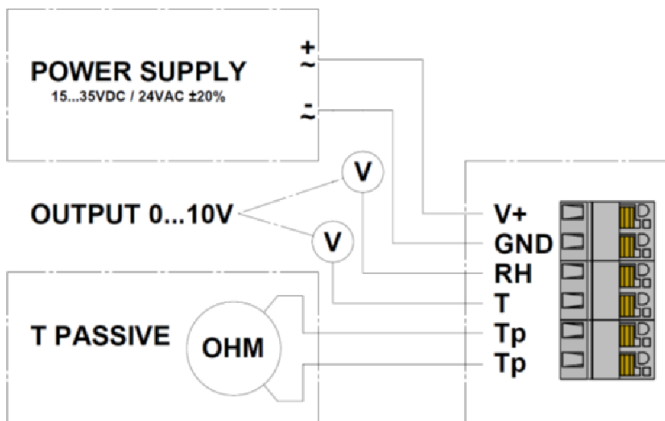 +
~
POWER SUPPLY
15...35VDC / 24VAC ±20%
-
~
V
OUTPUT 0...10V
V
V+
GND
RH
T
T PASSIVE
OHM
Tp
Tp